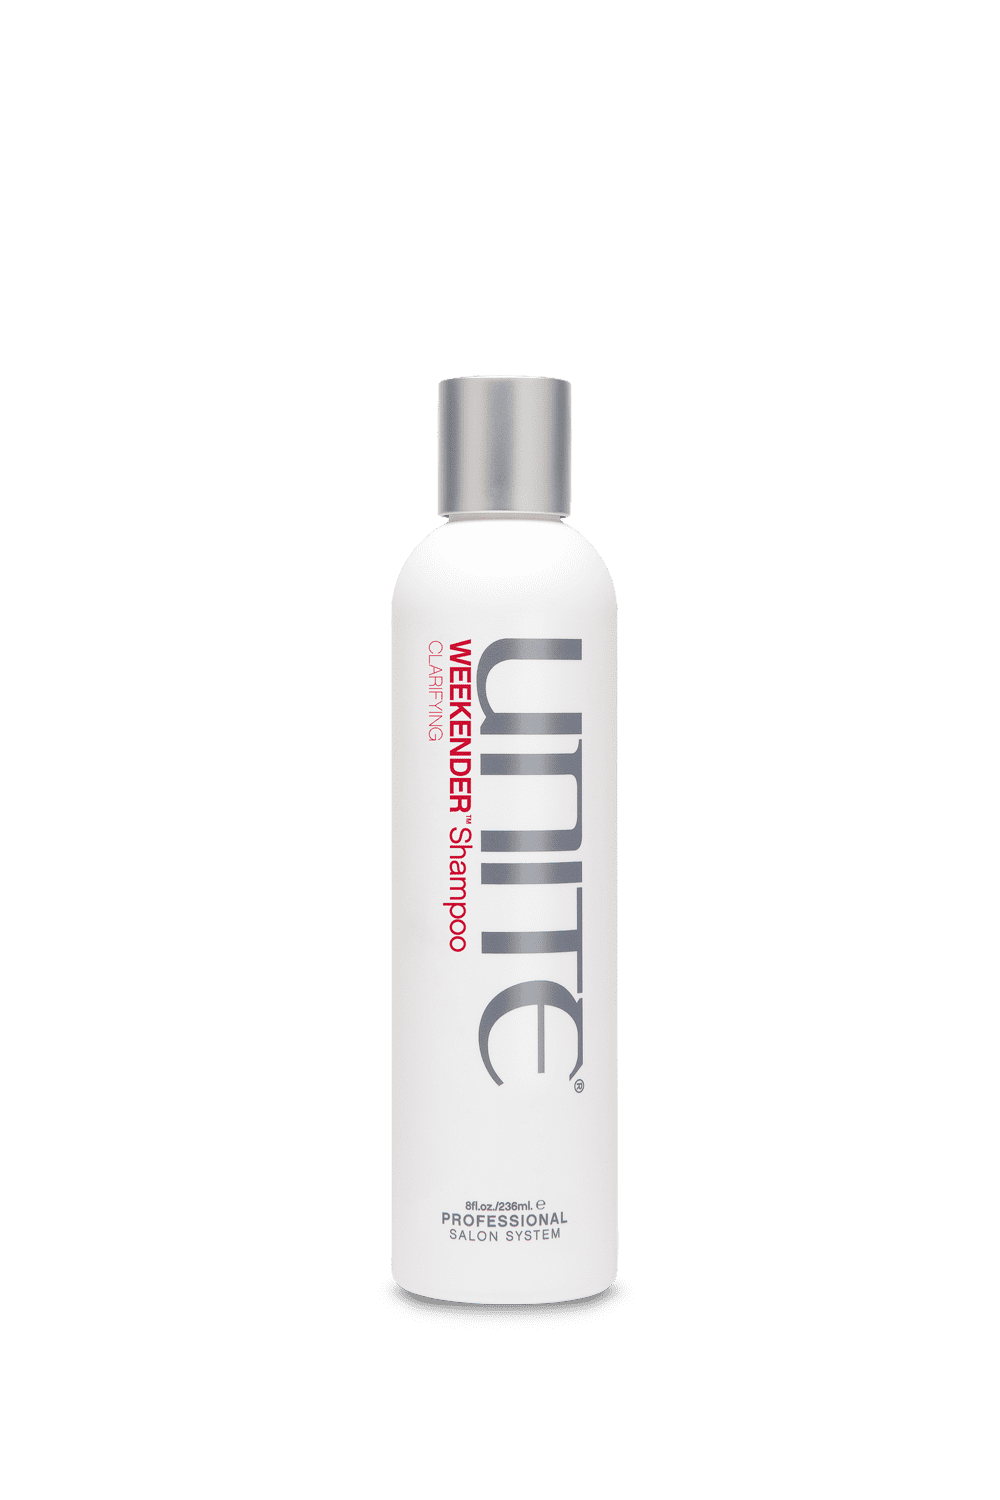 UNITE®
WEEKENDER™ Shampoo
CLARIFYING
8fl.oz./236ml. ℮
PROFESSIONAL
SALON SYSTEM